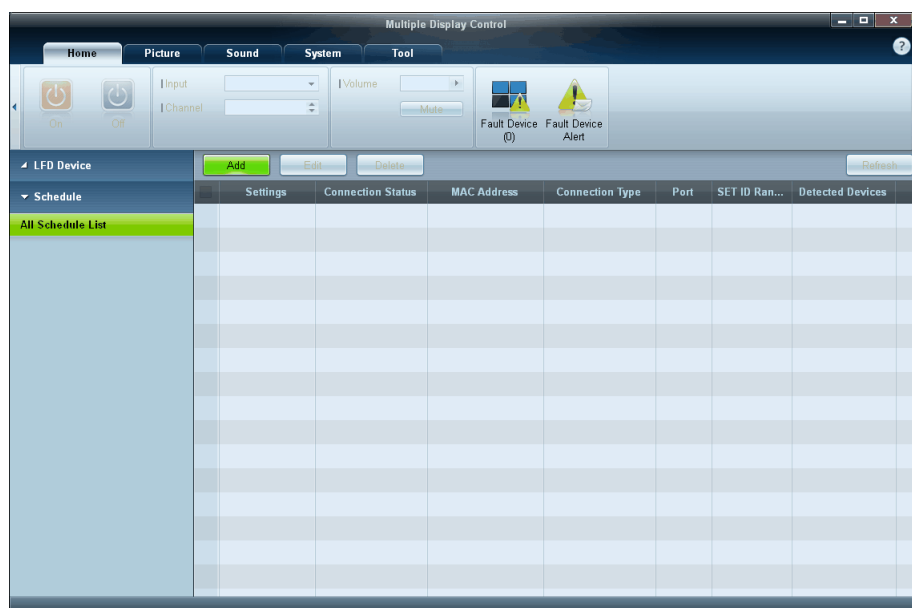 Multiple Display Control
Home Picture Sound System Tool
Input
Channel
Volume
Mute
On Off
Fault Device (0)
Fault Device Alert
LFD Device
Add Edit Delete Refresh
Schedule
Settings Connection Status MAC Address Connection Type Port SET ID Ran... Detected Devices
All Schedule List